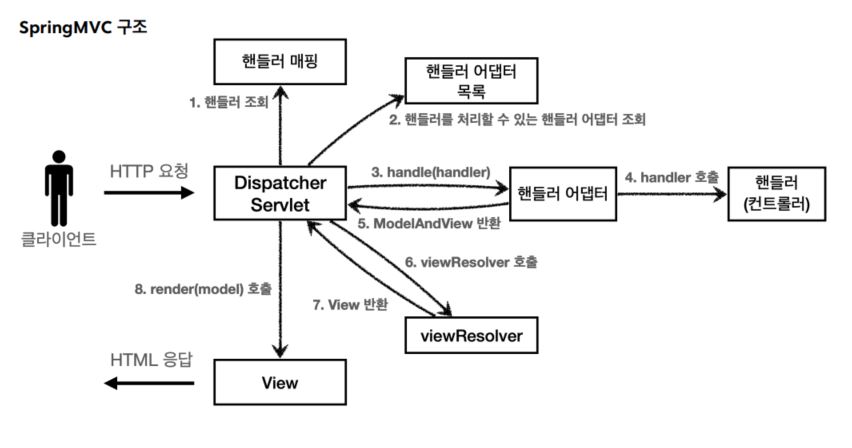 SpringMVC 구조
핸들러 매핑
핸들러 어댑터
목록
1. 핸들러 조회
2. 핸들러를 처리할 수 있는 핸들러 어댑터 조회
HTTP 요청
클라이언트
Dispatcher
Servlet
3. handle(handler)
핸들러 어댑터
4. handler 호출
핸들러
(컨트롤러)
5. ModelAndView 반환
6. viewResolver 호출
7. View 반환
viewResolver
8. render(model) 호출
HTML 응답
View